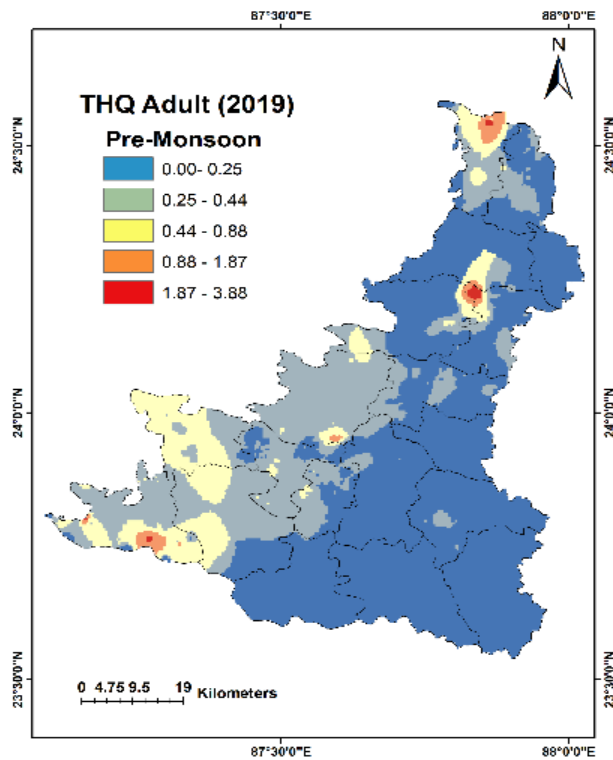 87°30'0"E 88°0'0"E
N
THQ Adult (2019)
Pre-Monsoon
0.00- 0.25
0.25 - 0.44
0.44 - 0.88
0.88 - 1.87
1.87 - 3.88
24°30'0"N 24°30'0"N
24°0'0"N 24°0'0"N
23°30'0"N 23°30'0"N
0 4.75 9.5 19 Kilometers
87°30'0"E 88°0'0"E